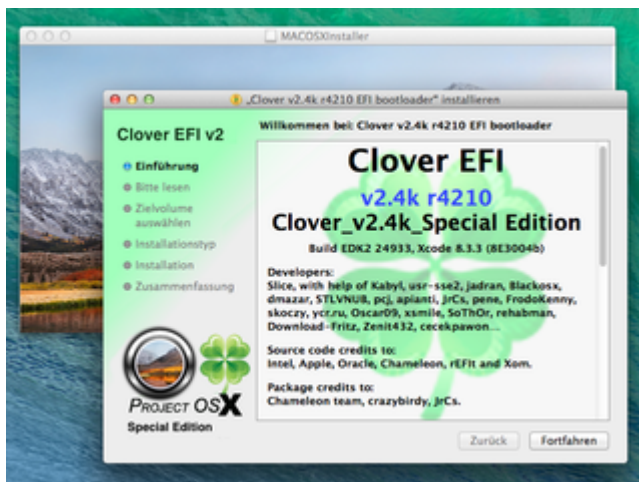 MACOSXInstaller
„Clover v2.4k r4210 EFI bootloader“ installieren
Willkommen bei: Clover v2.4k r4210 EFI bootloader
Clover EFI v2
Einführung
Bitte lesen
Zielvolume
auswählen
Installationstyp
Installation
Zusammenfassung
PROJECT OSX
Special Edition
Clover EFI
v2.4k r4210
Clover_v2.4k_Special Edition
Build EDK2 24933, Xcode 8.3.3 (8E3004b)
Developers:
Slice, with help of Kabyl, usr-sse2, jadran, Blackosx,
dmazar, STLVNUB, pcj, apianti, JrCs, pene, FrodoKenny,
skoczy, ycr.ru, Oscar09, xsmile, SoThOr, rehabman,
Download-Fritz, Zenit432, cecekpawon...
Source code credits to:
Intel, Apple, Oracle, Chameleon, rEFIt and Xom.
Package credits to:
Chameleon team, crazybirdy, JrCs.
Zurück
Fortfahren